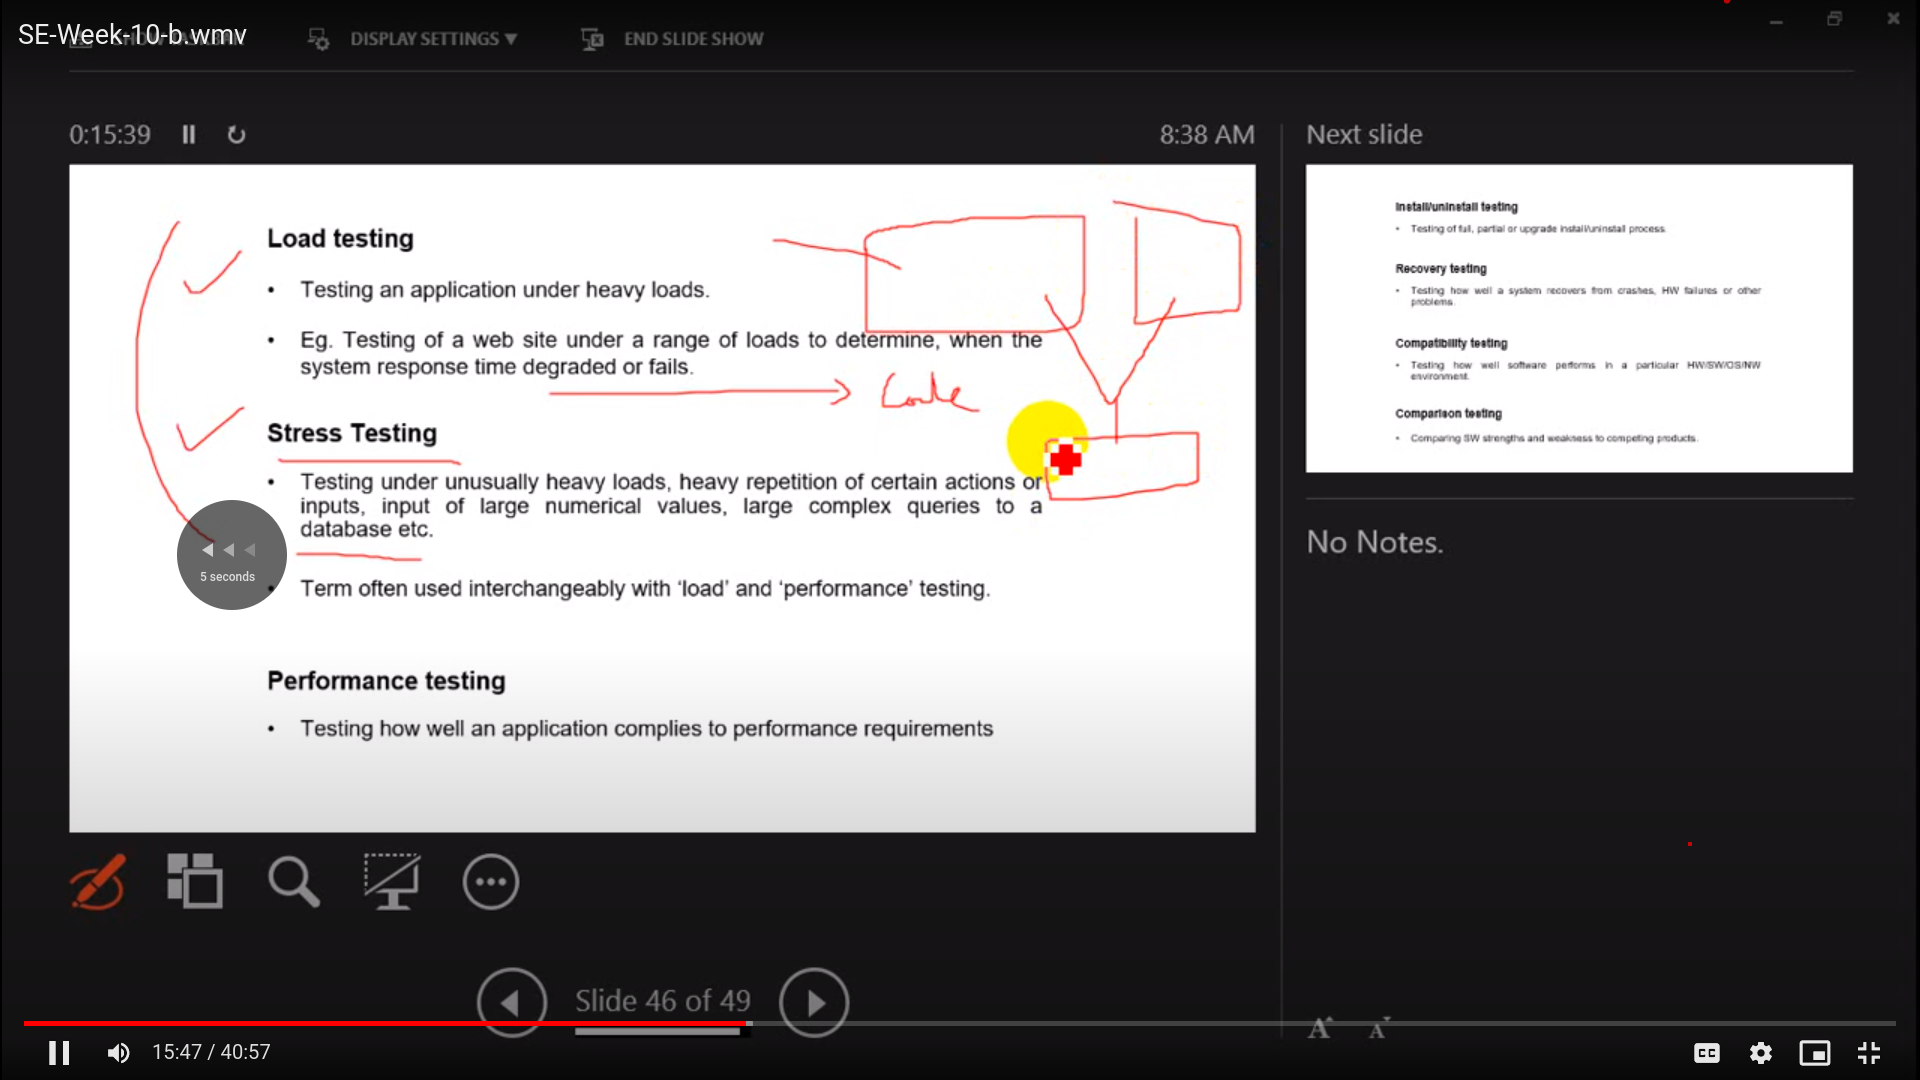 SE-Week-10-b.wmv
DISPLAY SETTINGS ▼
END SLIDE SHOW
0:15:39
8:38 AM
Load testing
• Testing an application under heavy loads.
• Eg. Testing of a web site under a range of loads to determine, when the
system response time degraded or fails.
Stress Testing
• Testing under unusually heavy loads, heavy repetition of certain actions or
inputs, input of large numerical values, large complex queries to a
database etc.
5 seconds
• Term often used interchangeably with ‘load’ and ‘performance’ testing.
Performance testing
• Testing how well an application complies to performance requirements
Next slide
Install/uninstall testing
• Testing of full, partial or upgrade install/uninstall process.
Recovery testing
• Testing how well a system recovers from crashes, HW failures or other
problems.
Compatibility testing
• Testing how well software performs in a particular HW/SW/OS/NW
environment.
Comparison testing
• Comparing SW strengths and weakness to competing products.
No Notes.
Slide 46 of 49
A A
15:47 / 40:57
CC